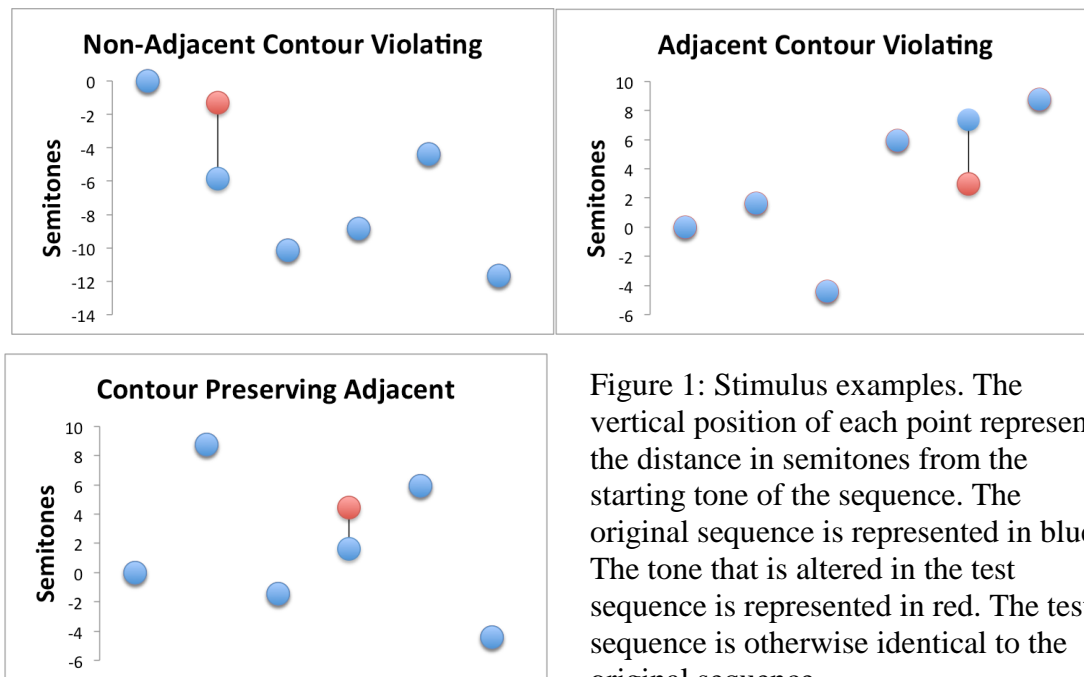 Non-Adjacent Contour Violating
Semitones
0
-2
-4
-6
-8
-10
-12
-14
Adjacent Contour Violating
Semitones
10
8
6
4
2
0
-2
-4
-6
Contour Preserving Adjacent
Semitones
10
8
6
4
2
0
-2
-4
-6
Figure 1: Stimulus examples. The
vertical position of each point represen
the distance in semitones from the
starting tone of the sequence. The
original sequence is represented in blue
The tone that is altered in the test
sequence is represented in red. The test
sequence is otherwise identical to the
original sequence